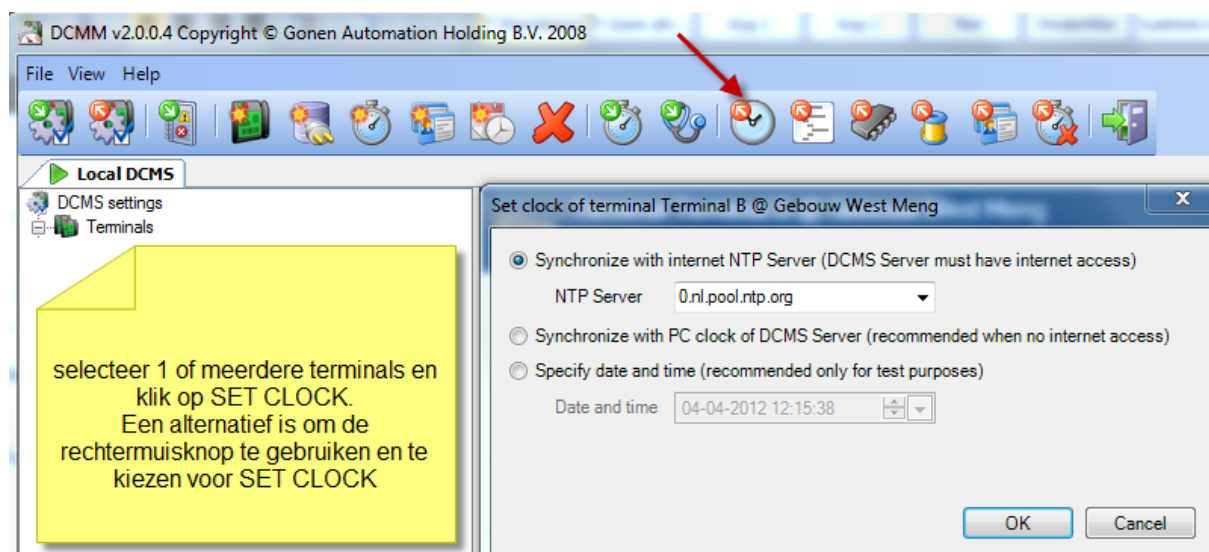 DCMM v2.0.0.4 Copyright © Gonen Automation Holding B.V. 2008
File View Help
Local DCMS
DCMS settings
Terminals
selecteer 1 of meerdere terminals en
klik op SET CLOCK.
Een alternatief is om de
rechtermuisknop te gebruiken en te
kiezen voor SET CLOCK
Set clock of terminal Terminal B @ Gebouw West Meng
X
Synchronize with internet NTP Server (DCMS Server must have internet access)
NTP Server 0.nl.pool.ntp.org
Synchronize with PC clock of DCMS Server (recommended when no internet access)
Specify date and time (recommended only for test purposes)
Date and time 04-04-2012 12:15:38
OK Cancel